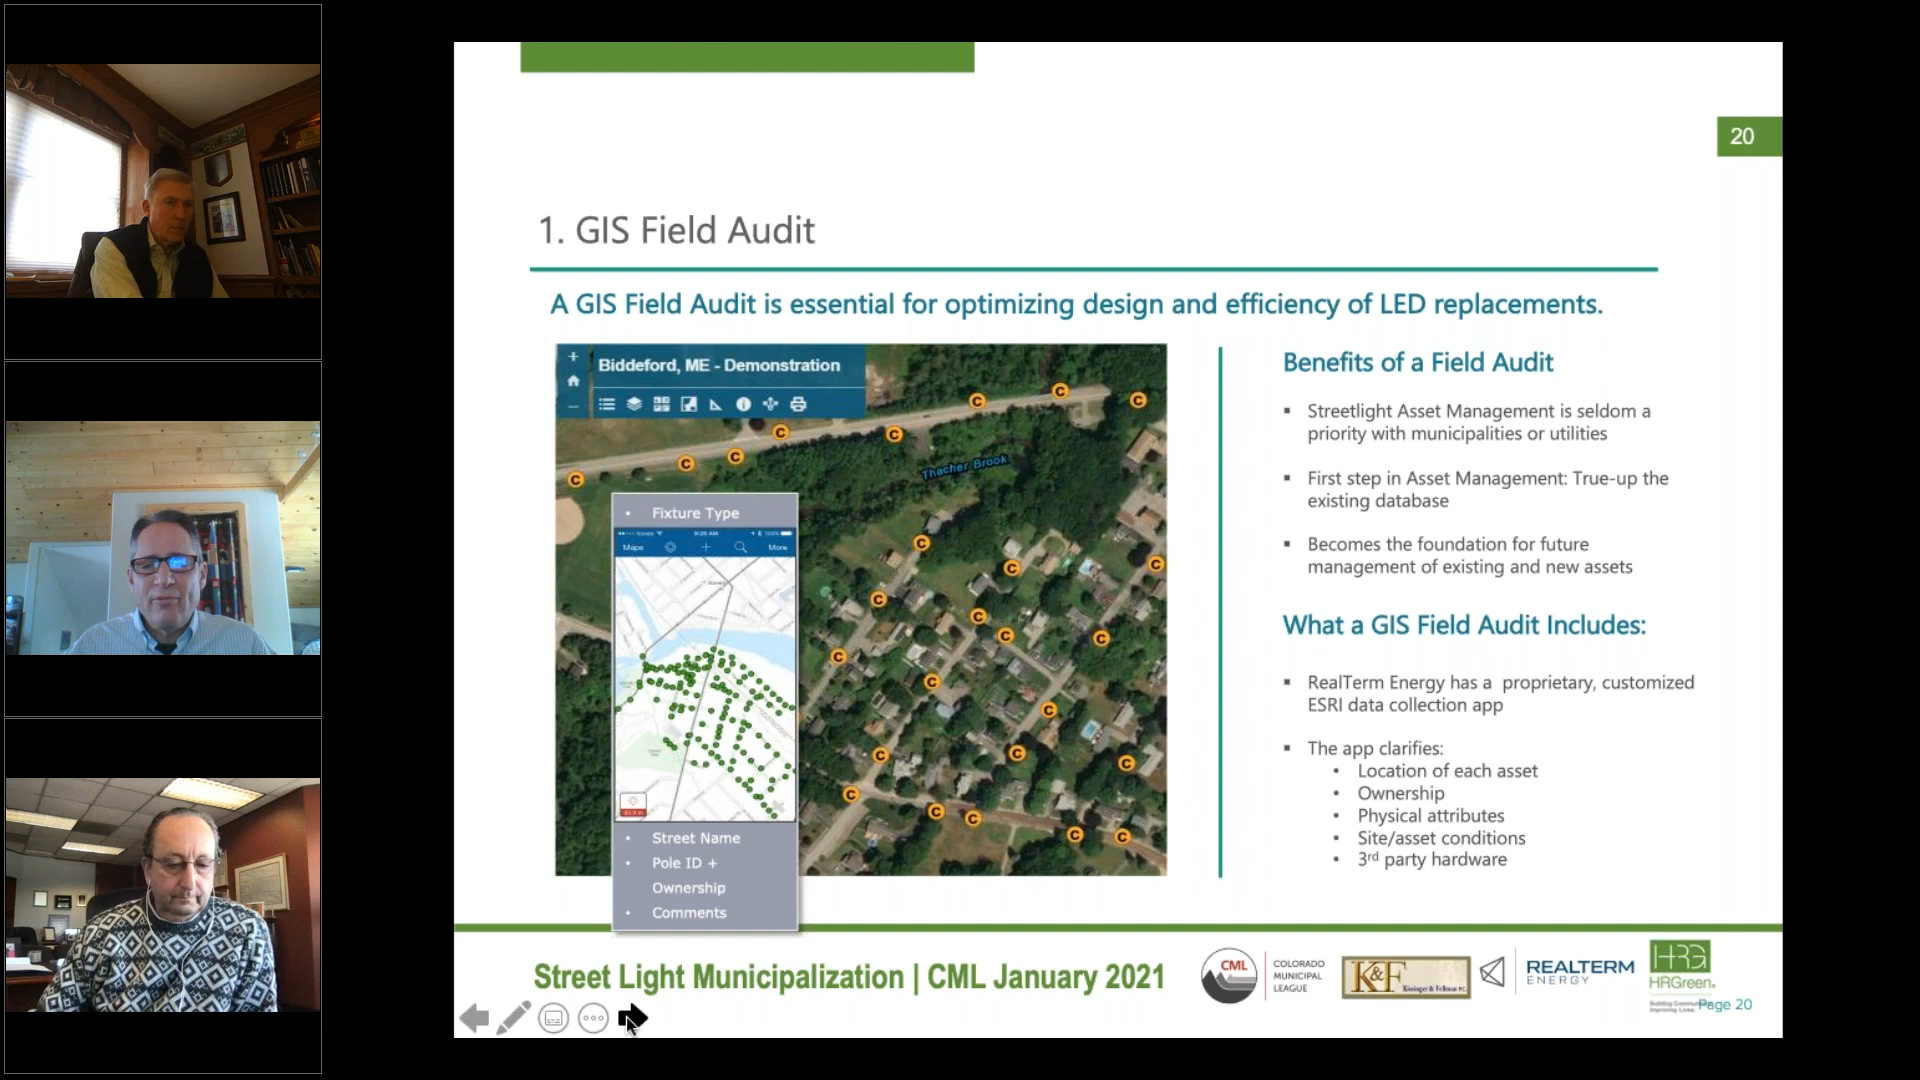 20
1. GIS Field Audit
A GIS Field Audit is essential for optimizing design and efficiency of LED replacements.
Biddeford, ME - Demonstration
Thacher Brook
• Fixture Type
9:26 AM
100%
Maps
More
• Street Name
• Pole ID +
Ownership
• Comments
Benefits of a Field Audit
▪ Streetlight Asset Management is seldom a
priority with municipalities or utilities
▪ First step in Asset Management: True-up the
existing database
▪ Becomes the foundation for future
management of existing and new assets
What a GIS Field Audit Includes:
▪ RealTerm Energy has a proprietary, customized
ESRI data collection app
▪ The app clarifies:
• Location of each asset
• Ownership
• Physical attributes
• Site/asset conditions
• 3rd party hardware
Street Light Municipalization | CML January 2021
CML
COLORADO
MUNICIPAL
LEAGUE
K&F
Kissinger & Fellman P.C.
REALTERM
ENERGY
HRG
HRGreen.
Page 20